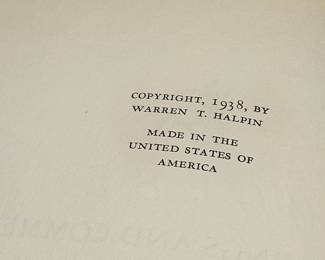 COPYRIGHT, 1938, BY
WARREN T. HALPIN
MADE IN THE
UNITED STATES OF
AMERICA